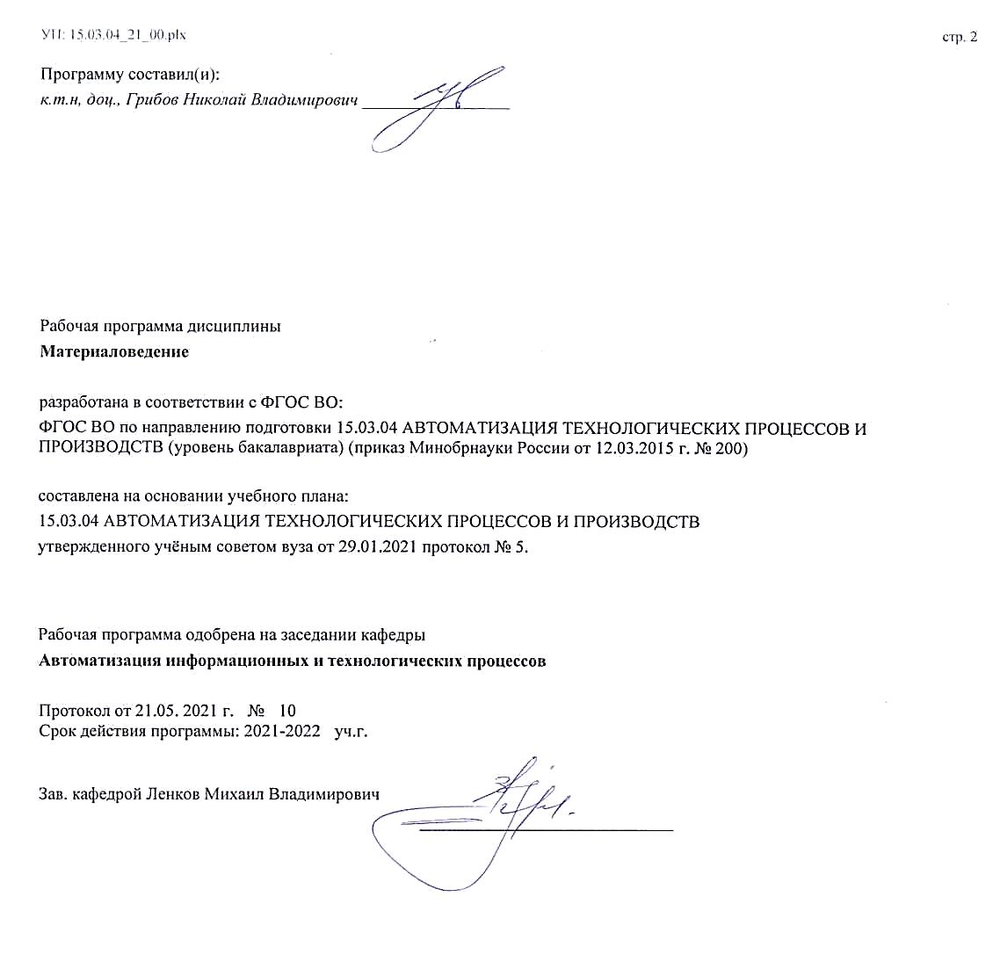 УП: 15.03.04_21_00.plx
стр. 2
Программу составил(и):
к.т.н, доц., Грибов Николай Владимирович
Рабочая программа дисциплины
Материаловедение
разработана в соответствии с ФГОС ВО:
ФГОС ВО по направлению подготовки 15.03.04 АВТОМАТИЗАЦИЯ ТЕХНОЛОГИЧЕСКИХ ПРОЦЕССОВ И
ПРОИЗВОДСТВ (уровень бакалавриата) (приказ Минобрнауки России от 12.03.2015 г. № 200)
составлена на основании учебного плана:
15.03.04 АВТОМАТИЗАЦИЯ ТЕХНОЛОГИЧЕСКИХ ПРОЦЕССОВ И ПРОИЗВОДСТВ
утвержденного учёным советом вуза от 29.01.2021 протокол № 5.
Рабочая программа одобрена на заседании кафедры
Автоматизация информационных и технологических процессов
Протокол от 21.05. 2021 г. № 10
Срок действия программы: 2021-2022 уч.г.
Зав. кафедрой Ленков Михаил Владимирович